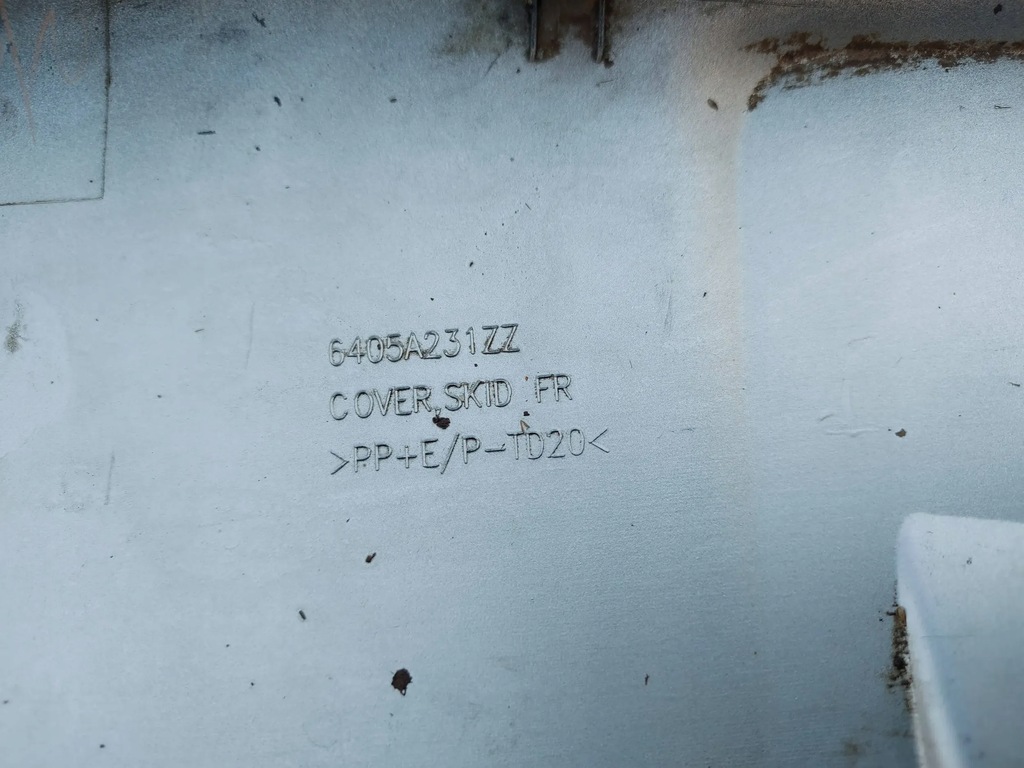 6405A231ZZ
COVER,SKID FR
>PP+E/P-TD20<